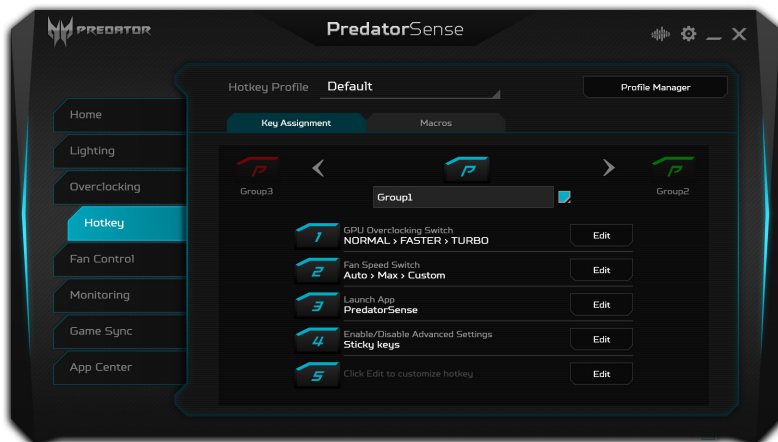 PREDATOR
PredatorSense
Hotkey Profile Default
Profile Manager
Home
Lighting
Overclocking
Hotkey
Fan Control
Monitoring
Game Sync
App Center
Key Assignment
Macros
Group3
Group1
Group2
1
GPU Overclocking Switch
NORMAL > FASTER > TURBO
Edit
2
Fan Speed Switch
Auto > Max > Custom
Edit
3
Launch App
PredatorSense
Edit
4
Enable/Disable Advanced Settings
Sticky keys
Edit
5
Click Edit to customize hotkey
Edit